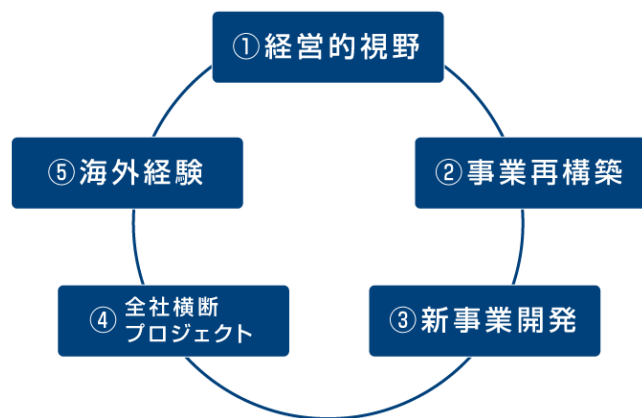 ①経営的視野
②事業再構築
③新事業開発
④全社横断
プロジェクト
⑤海外経験